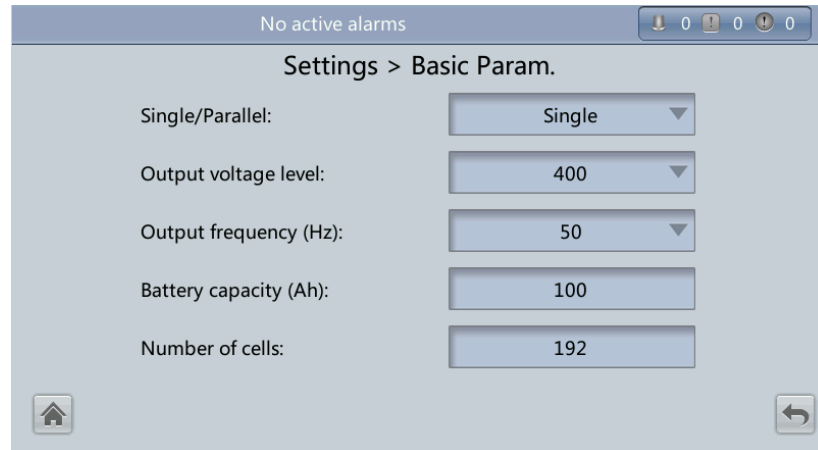 No active alarms 0 0 0
Settings > Basic Param.
Single/Parallel: Single
Output voltage level: 400
Output frequency (Hz): 50
Battery capacity (Ah): 100
Number of cells: 192